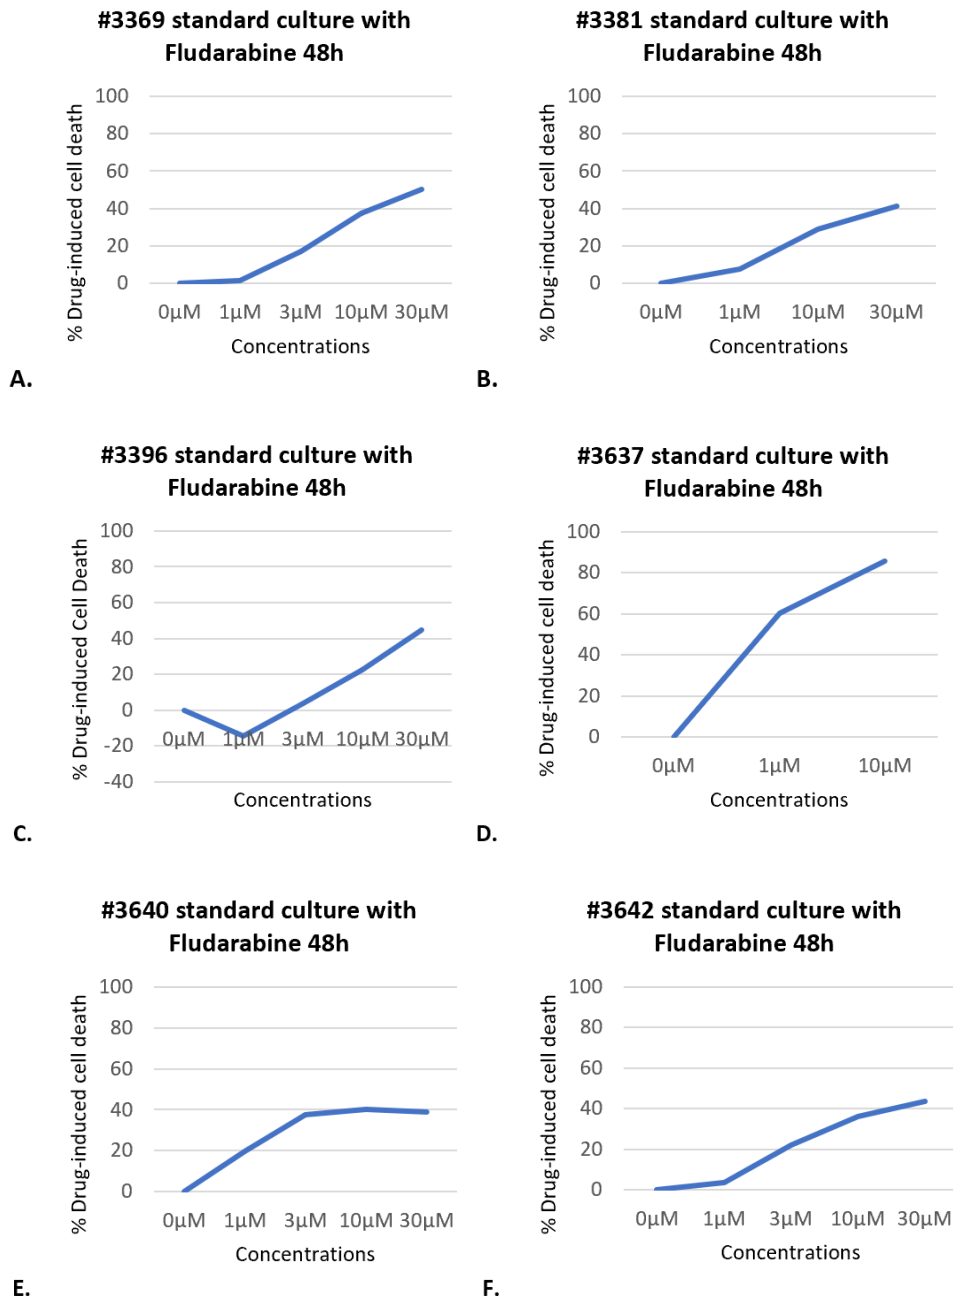 #3369 standard culture with
Fludarabine 48h
% Drug-induced cell death
100
80
60
40
20
0
0µM 1µM 3µM 10µM 30µM
Concentrations
A.
#3381 standard culture with
Fludarabine 48h
% Drug-induced cell death
100
80
60
40
20
0
0µM 1µM 10µM 30µM
Concentrations
B.
#3396 standard culture with
Fludarabine 48h
% Drug-induced Cell Death
100
80
60
40
20
0
-20
-40
0µM 1µM 3µM 10µM 30µM
Concentrations
C.
#3637 standard culture with
Fludarabine 48h
% Drug-induced cell death
100
80
60
40
20
0
0µM 1µM 10µM
Concentrations
D.
#3640 standard culture with
Fludarabine 48h
% Drug-induced cell death
100
80
60
40
20
0
0µM 1µM 3µM 10µM 30µM
Concentrations
E.
#3642 standard culture with
Fludarabine 48h
% Drug-induced cell death
100
80
60
40
20
0
0µM 1µM 3µM 10µM 30µM
Concentrations
F.